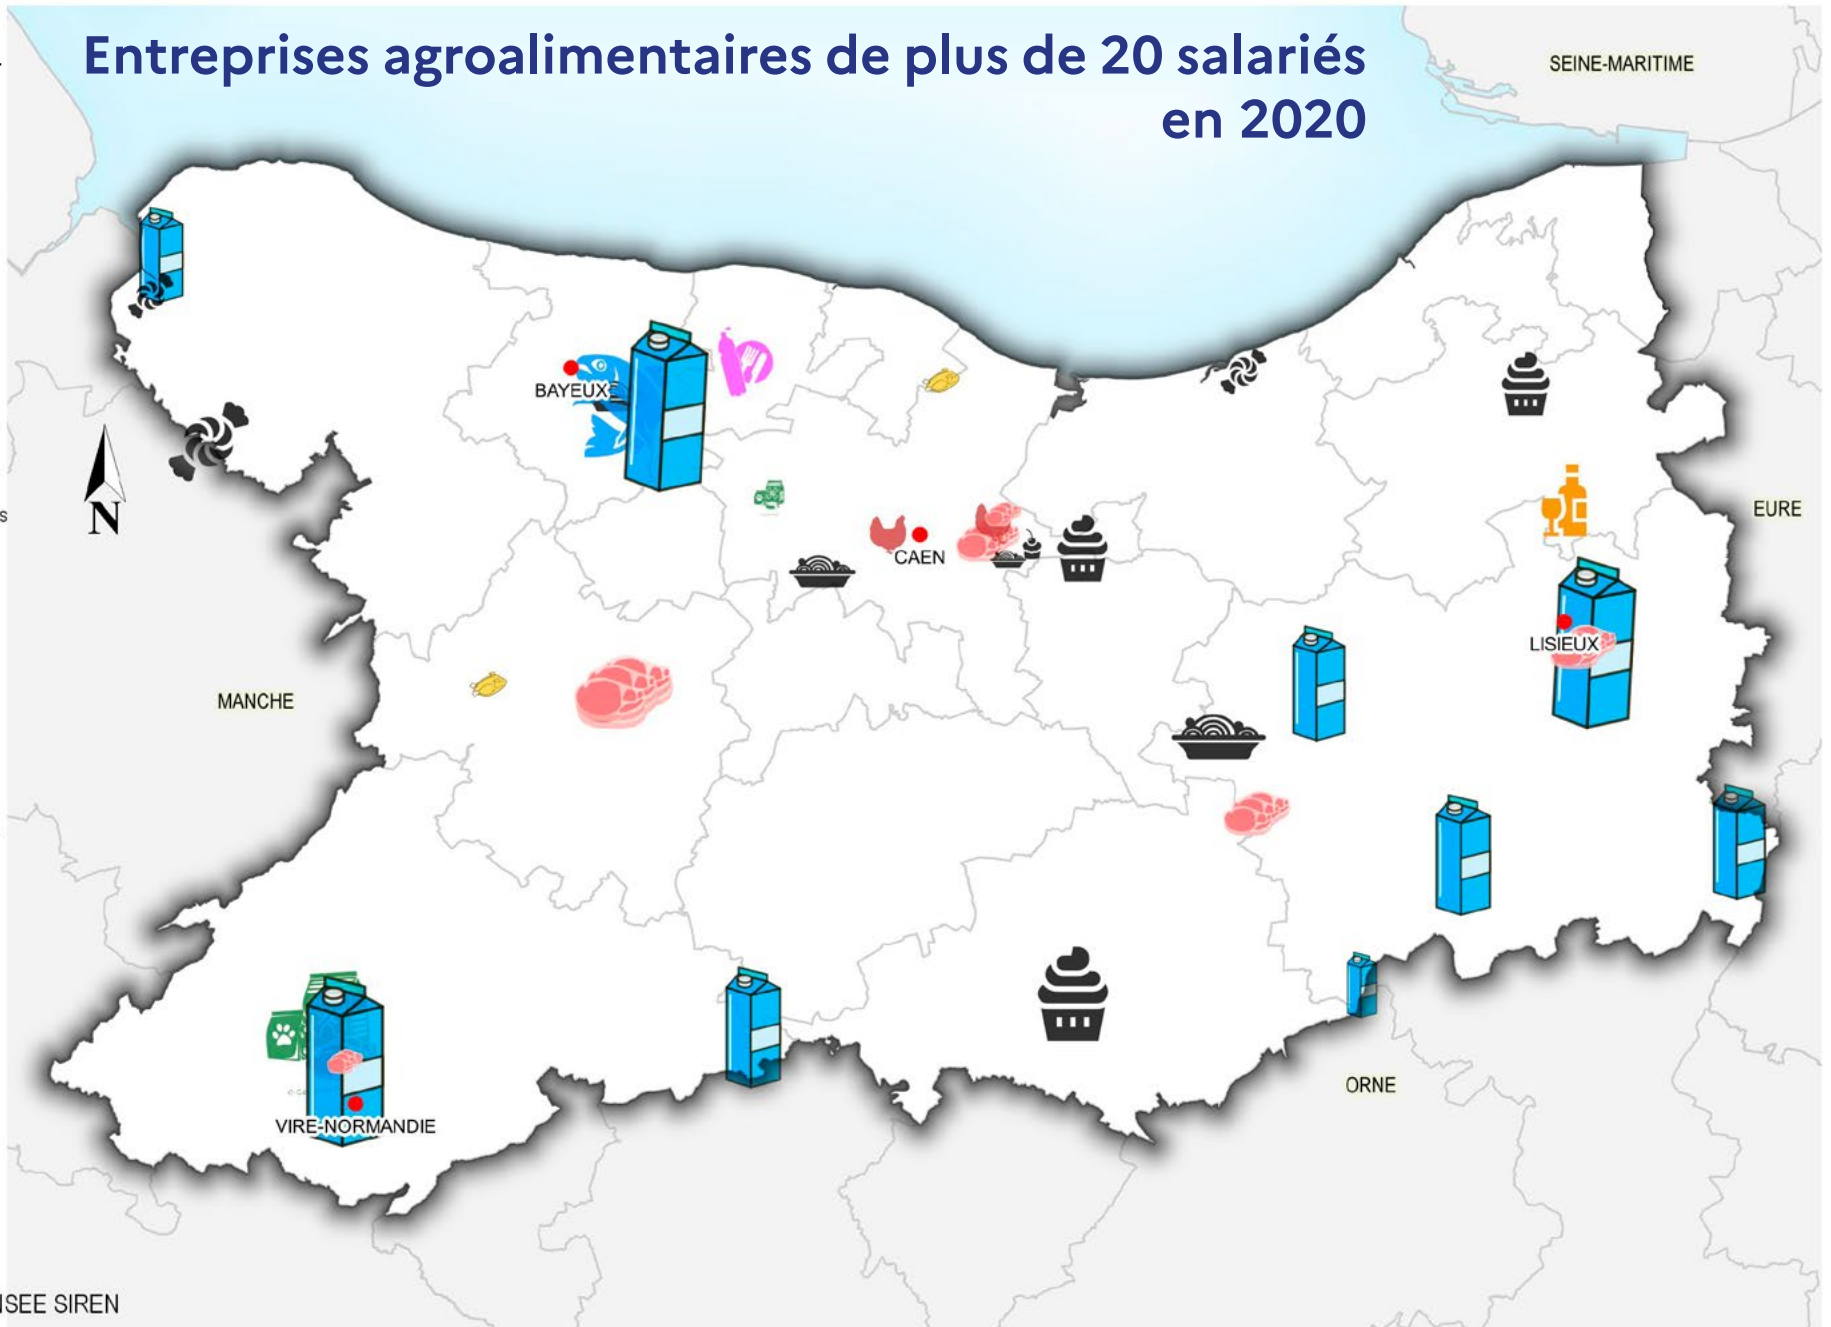 Entreprises agroalimentaires de plus de 20 salariés
en 2020
SEINE-MARITIME
BAYEUX
N
CAEN
EURE
LISIEUX
MANCHE
ORNE
VIRE-NORMANDIE
SIREN